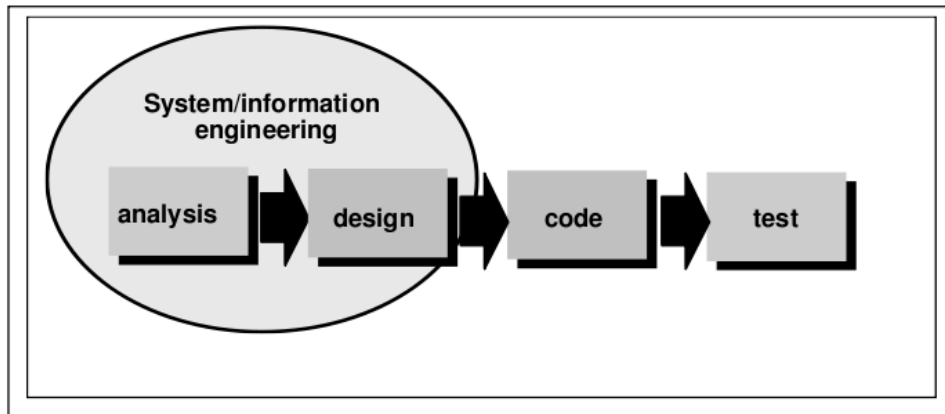 System/information
engineering
analysis
design
code
test